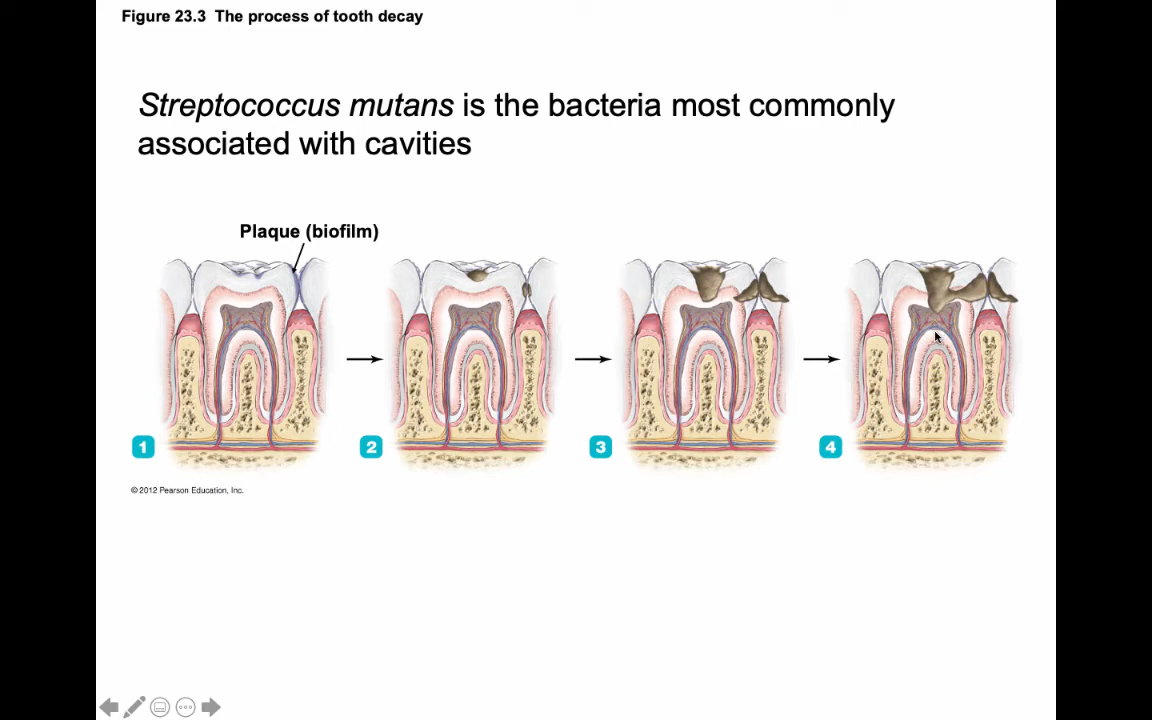 Figure 23.3  The process of tooth decay
Streptococcus mutans is the bacteria most commonly
associated with cavities
Plaque (biofilm)
1
2
3
4
© 2012 Pearson Education, Inc.